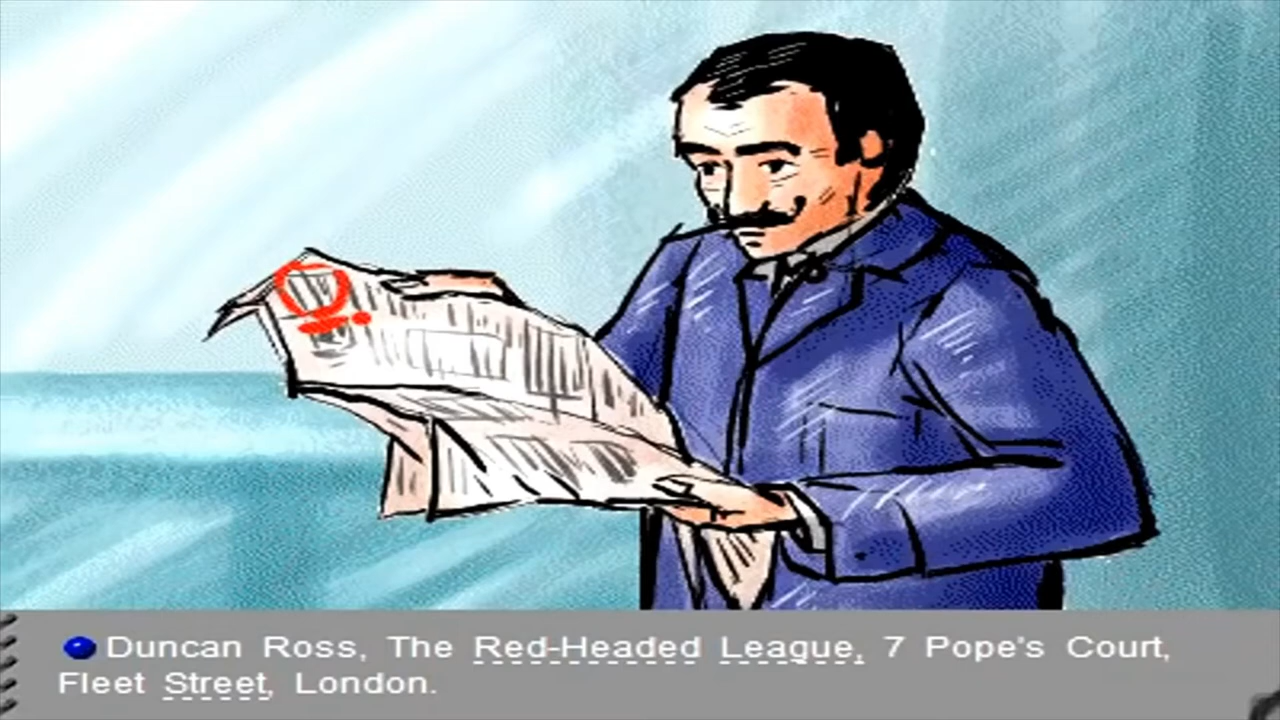 Duncan Ross, The Red-Headed League, 7 Pope's Court,
Fleet Street, London.